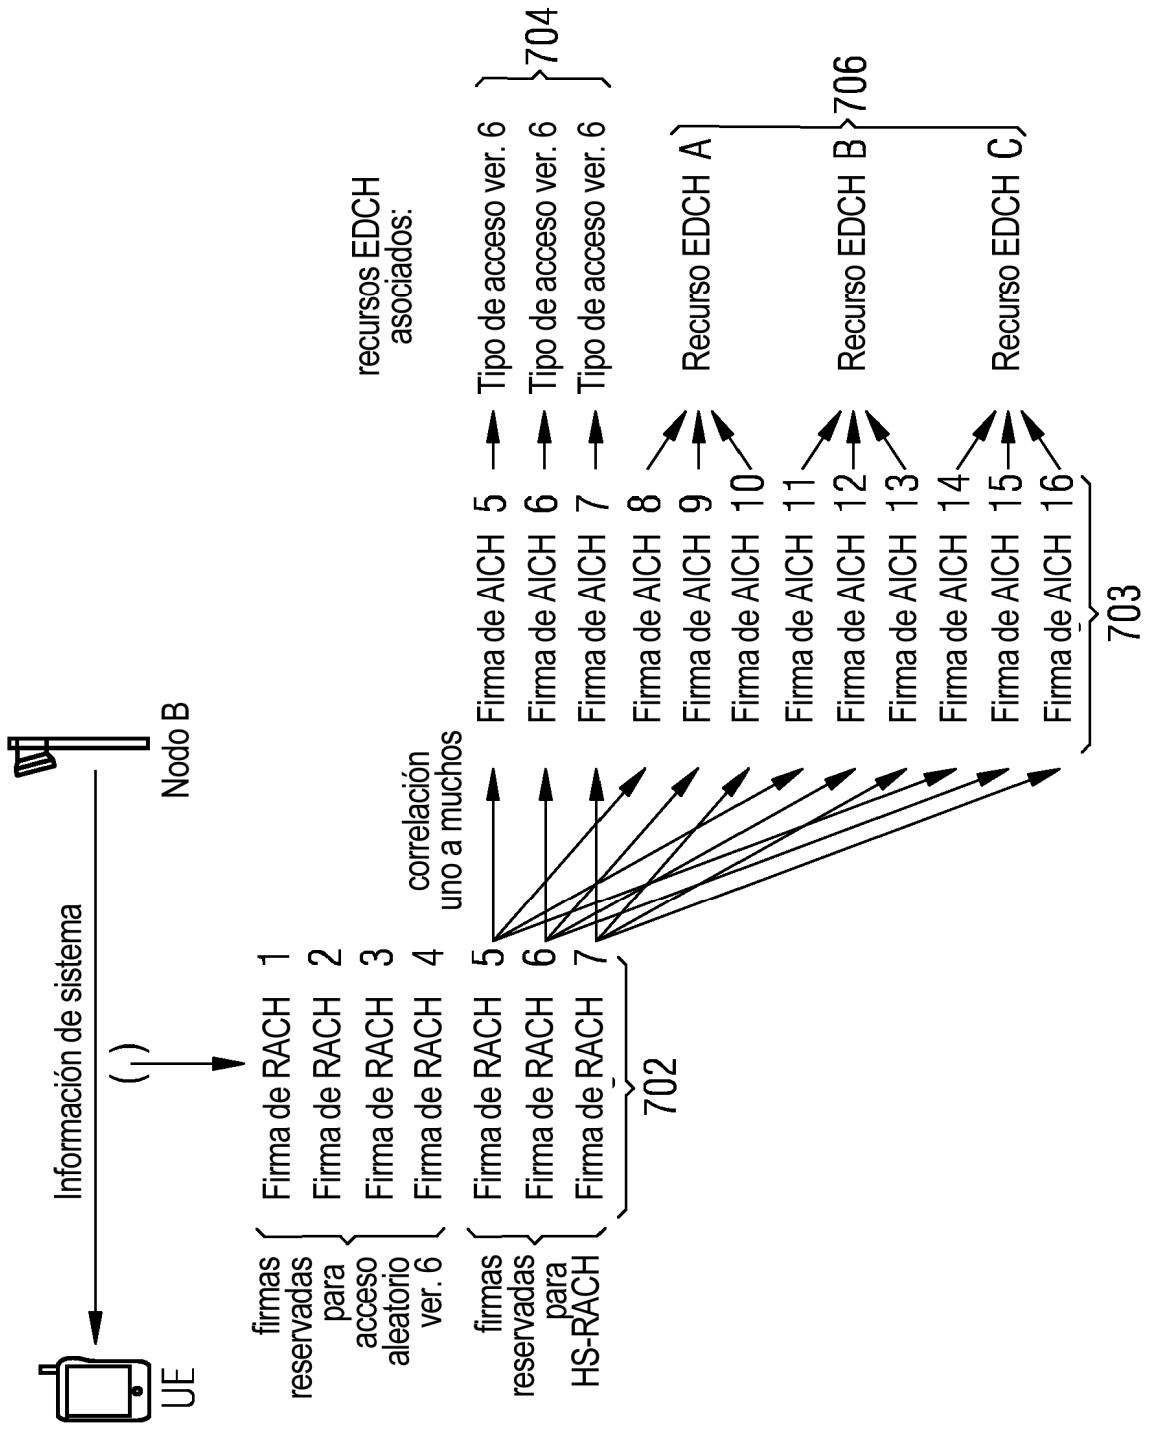 UE
Información de sistema
Nodo B
( )
firmas
reservadas
para
acceso
aleatorio
ver. 6
Firma de RACH 1
Firma de RACH 2
Firma de RACH 3
Firma de RACH 4
firmas
reservadas
para
HS-RACH
Firma de RACH 5
Firma de RACH 6
Firma de RACH 7
702
correlación
uno a muchos
Firma de AICH 5
Firma de AICH 6
Firma de AICH 7
Firma de AICH 8
Firma de AICH 9
Firma de AICH 10
Firma de AICH 11
Firma de AICH 12
Firma de AICH 13
Firma de AICH 14
Firma de AICH 15
Firma de AICH 16
703
recursos EDCH
asociados:
Tipo de acceso ver. 6
Tipo de acceso ver. 6
Tipo de acceso ver. 6
704
Recurso EDCH A
Recurso EDCH B
Recurso EDCH C
706